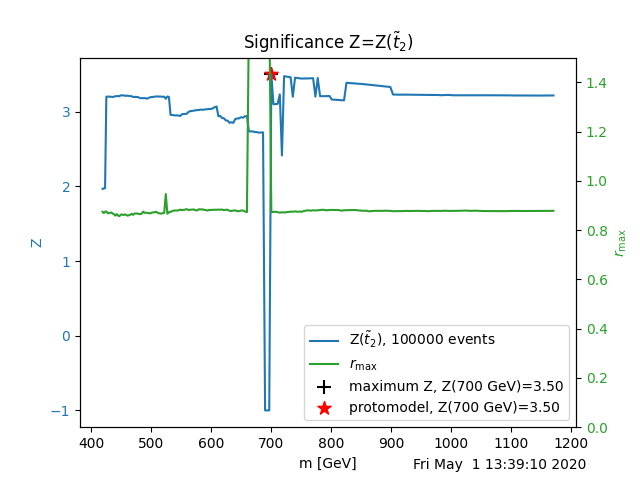 Significance Z=Z(t̃₂)
Z
3
2
1
0
−1
1.4
1.2
1.0
0.8
0.6
0.4
0.2
0.0
r_max
Z(t̃₂), 100000 events
r_max
maximum Z, Z(700 GeV)=3.50
protomodel, Z(700 GeV)=3.50
400 500 600 700 800 900 1000 1100 1200
m [GeV]
Fri May  1 13:39:10 2020